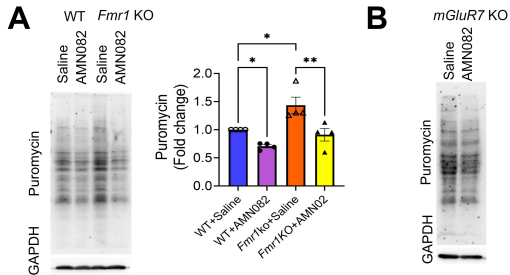 A
WT Fmr1 KO
Saline
AMN082
Saline
AMN082
Puromycin
GAPDH
Puromycin
(Fold change)
2.0
1.5
1.0
0.5
0.0
*
*
**
WT+Saline
WT+AMN082
Fmr1ko+Saline
Fmr1KO+AMN02
B
mGluR7 KO
Saline
AMN082
Puromycin
GAPDH